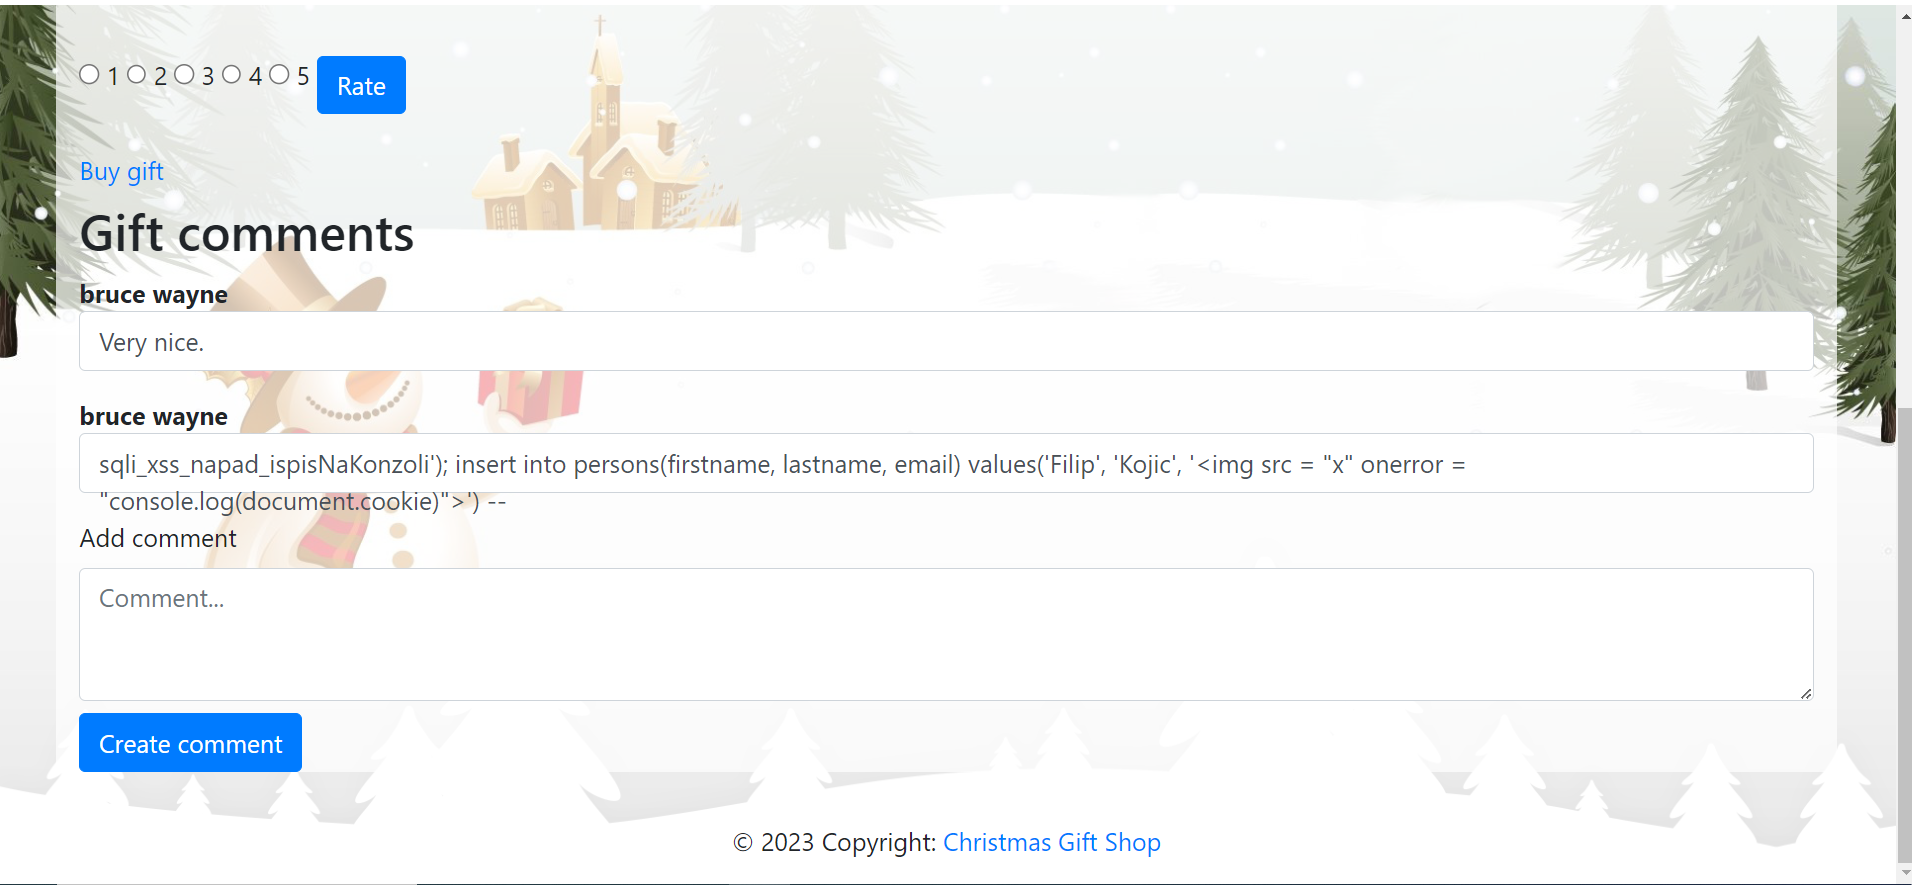 1 2 3 4 5 Rate
Buy gift
Gift comments
bruce wayne
Very nice.
bruce wayne
sqli_xss_napad_ispisNaKonzoli'); insert into persons(firstname, lastname, email) values('Filip', 'Kojic', '<img src = "x" onerror =
"console.log(document.cookie)">') --
Add comment
Comment...
Create comment
© 2023 Copyright: Christmas Gift Shop